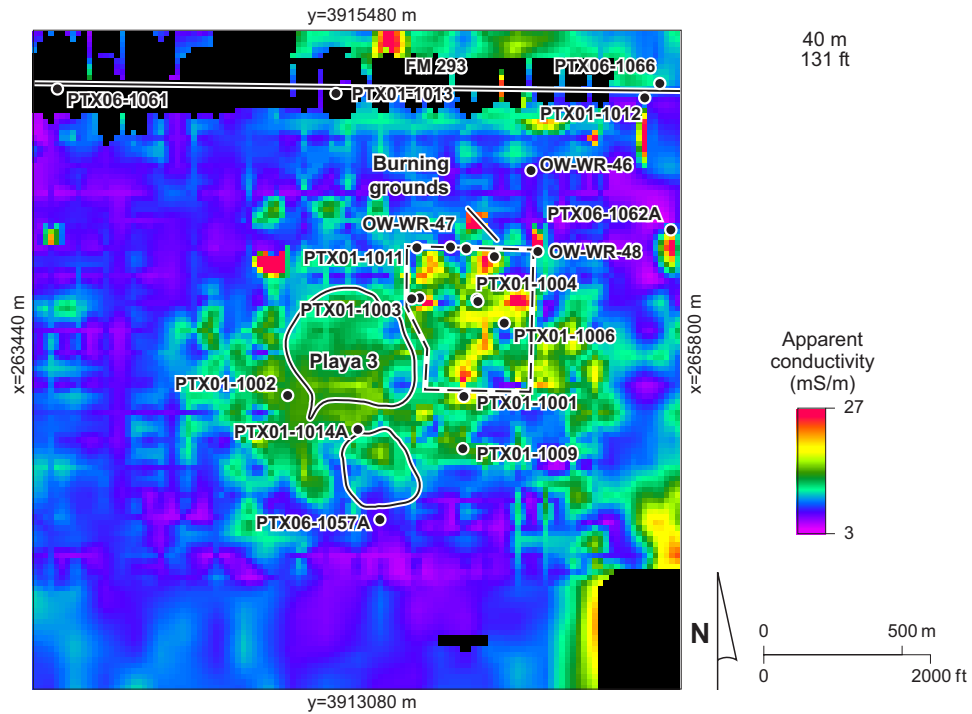 y=3915480 m
40 m
131 ft
FM 293
PTX06-1066
PTX06-1061
PTX01-1013
PTX01-1012
OW-WR-46
Burning
grounds
PTX06-1062A
OW-WR-47
OW-WR-48
PTX01-1011
PTX01-1004
PTX01-1003
PTX01-1006
x=263440 m
x=265800 m
Playa 3
Apparent
conductivity
(mS/m)
PTX01-1002
PTX01-1001
27
PTX01-1014A
PTX01-1009
PTX06-1057A
3
N
0
500 m
0
2000 ft
y=3913080 m